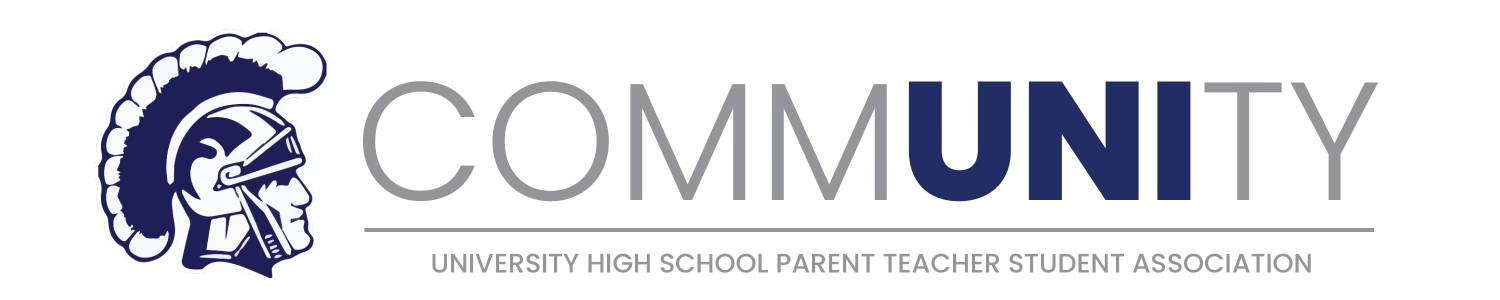 COMMUNITY
UNIVERSITY HIGH SCHOOL PARENT TEACHER STUDENT ASSOCIATION